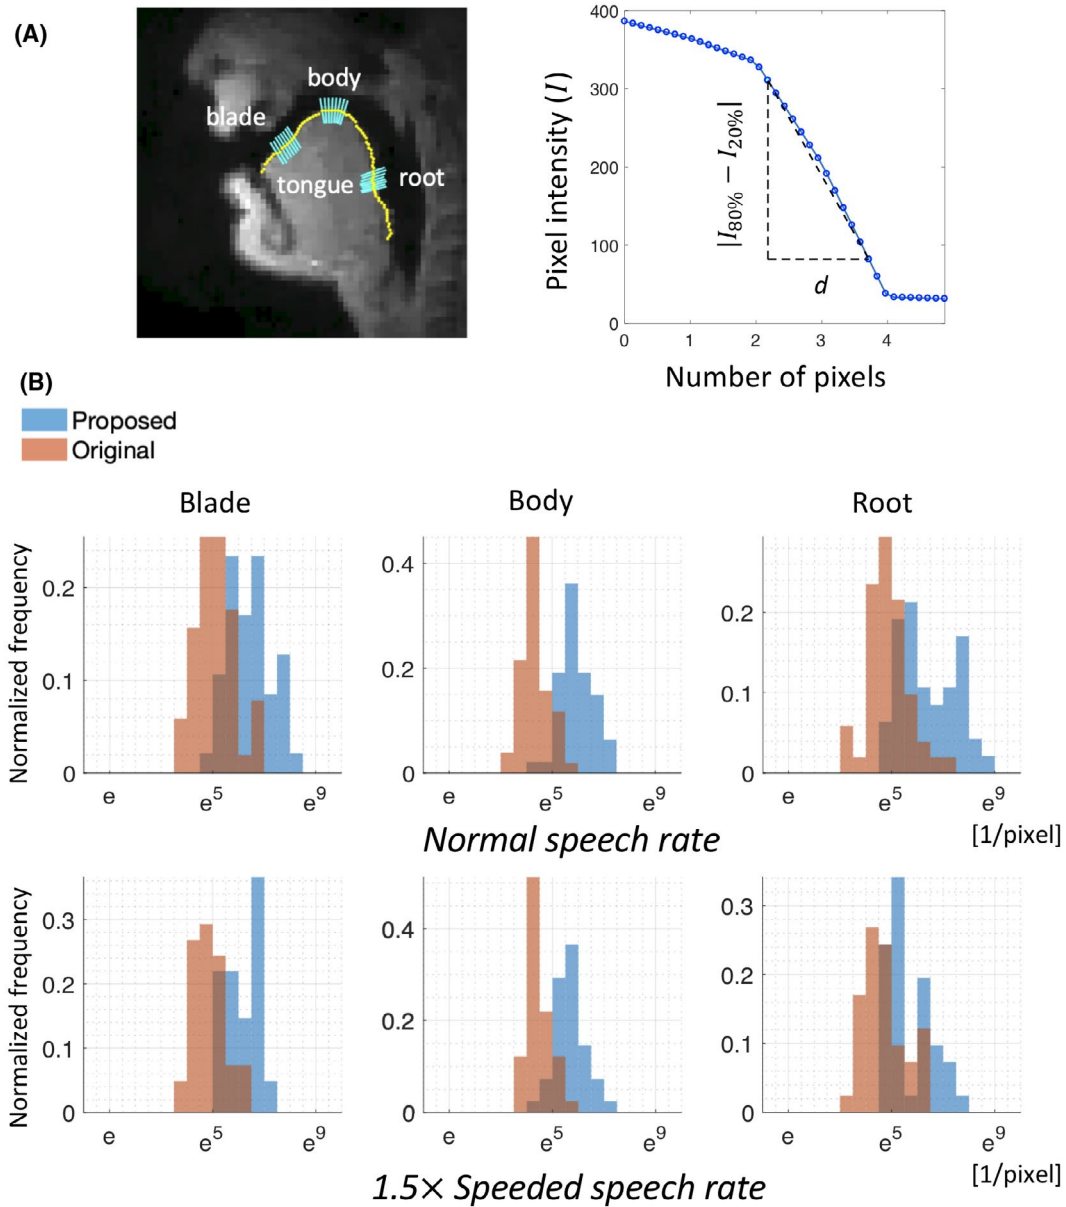 (A)
body
blade
tongue
root
Pixel intensity (I)
400
300
200
100
0
|I80% − I20%|
d
0 1 2 3 4
Number of pixels
(B)
Proposed
Original
Blade Body Root
Normalized frequency
0.2
0.1
0
e e⁵ e⁹
0.4
0.2
0
e e⁵ e⁹
0.2
0.1
0
e e⁵ e⁹
Normal speech rate
[1/pixel]
Normalized frequency
0.3
0.2
0.1
0
e e⁵ e⁹
0.4
0.2
0
e e⁵ e⁹
0.3
0.2
0.1
0
e e⁵ e⁹
1.5× Speeded speech rate
[1/pixel]